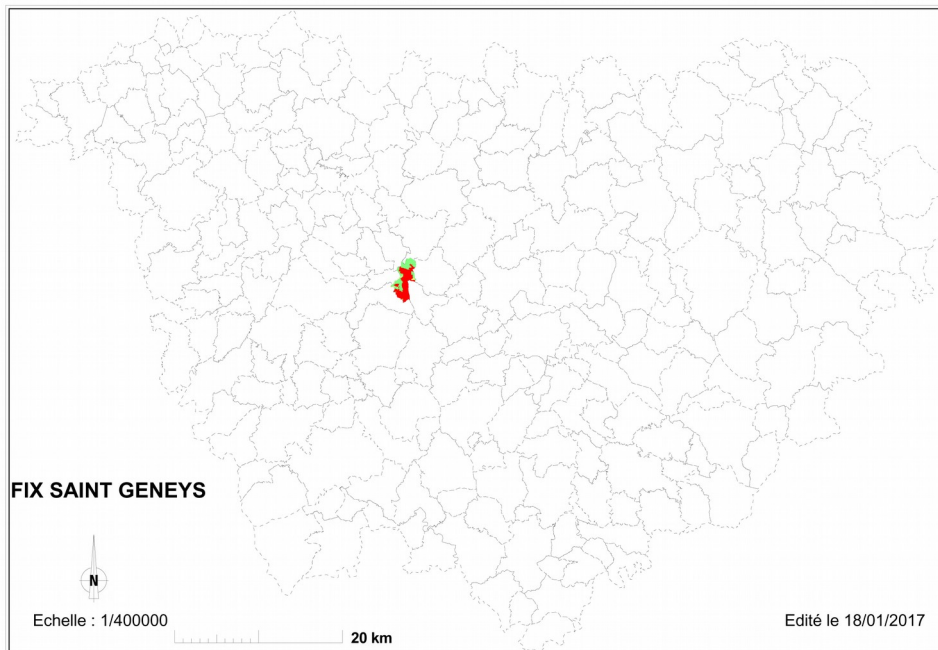 FIX SAINT GENEYS
N
Echelle : 1/400000
20 km
Edité le 18/01/2017